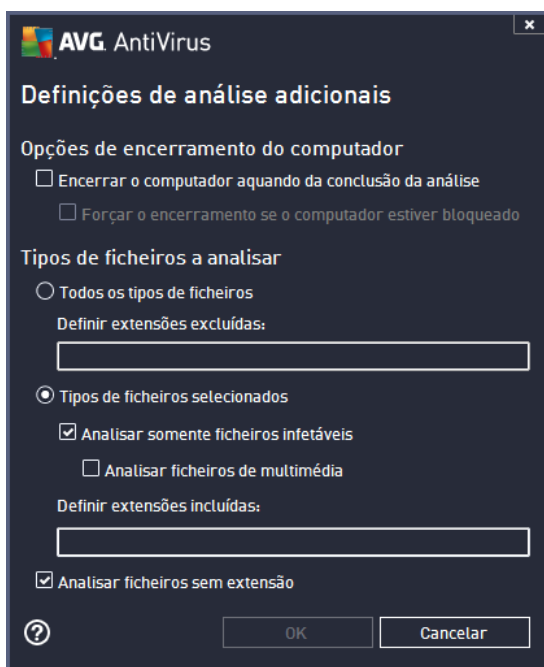 AVG. AntiVirus
Definições de análise adicionais
Opções de encerramento do computador
Encerrar o computador aquando da conclusão da análise
Forçar o encerramento se o computador estiver bloqueado
Tipos de ficheiros a analisar
Todos os tipos de ficheiros
Definir extensões excluídas:
Tipos de ficheiros selecionados
Analisar somente ficheiros infetáveis
Analisar ficheiros de multimédia
Definir extensões incluídas:
Analisar ficheiros sem extensão
OK
Cancelar